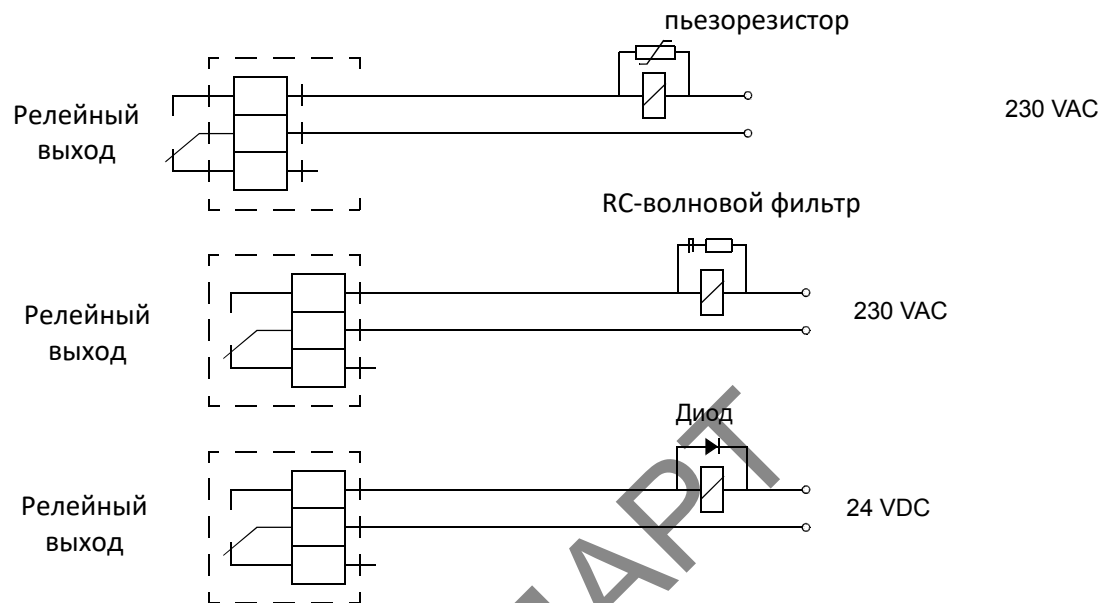 пьезорезистор
Релейный
выход
230 VAC
RC-волновой фильтр
Релейный
выход
230 VAC
Диод
Релейный
выход
24 VDC